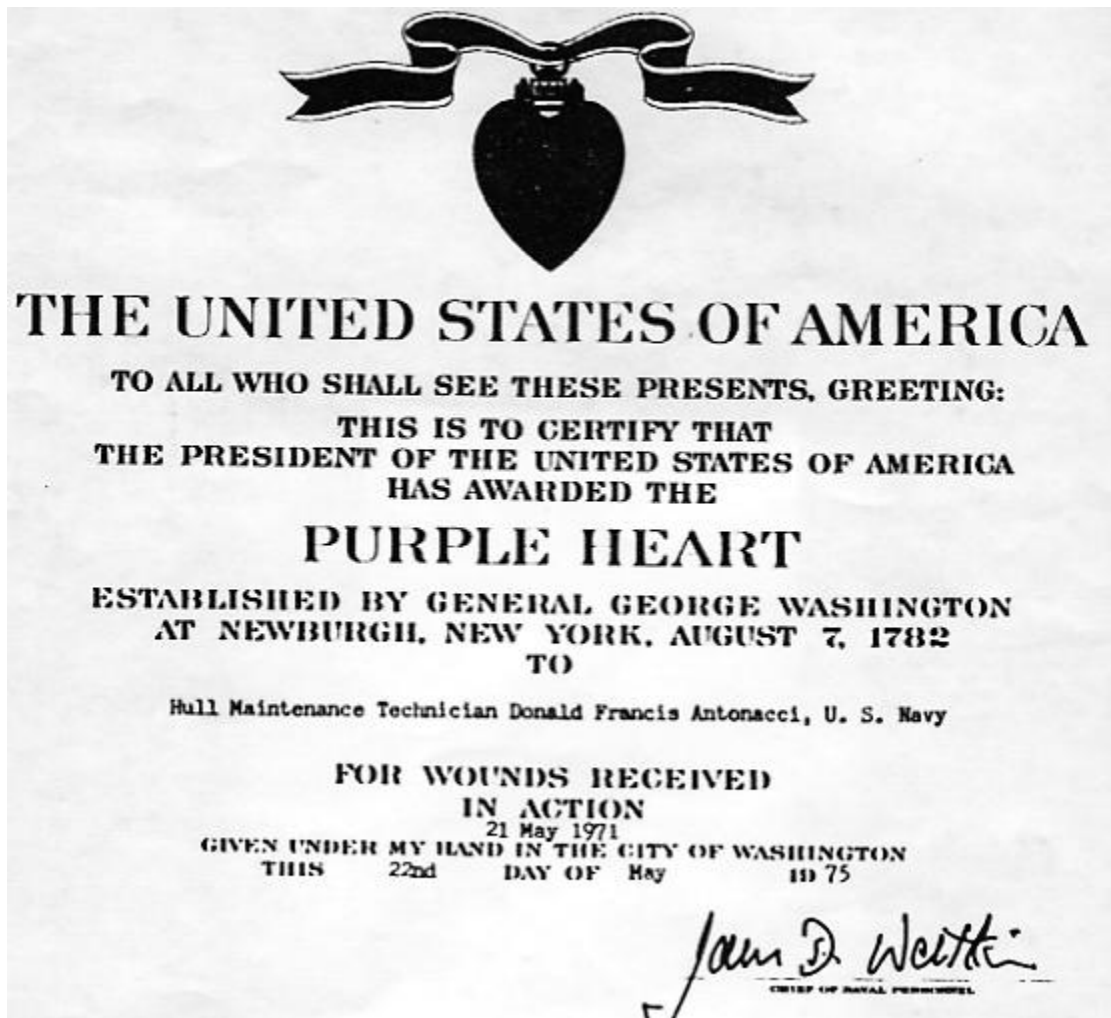 THE UNITED STATES OF AMERICA
TO ALL WHO SHALL SEE THESE PRESENTS, GREETING:
THIS IS TO CERTIFY THAT
THE PRESIDENT OF THE UNITED STATES OF AMERICA
HAS AWARDED THE
PURPLE HEART
ESTABLISHED BY GENERAL GEORGE WASHINGTON
AT NEWBURGH, NEW YORK, AUGUST 7, 1782
TO
Hull Maintenance Technician Donald Francis Antonacci, U. S. Navy
FOR WOUNDS RECEIVED
IN ACTION
21 May 1971
GIVEN UNDER MY HAND IN THE CITY OF WASHINGTON
THIS 22nd DAY OF May 19 75
D.
CHIEF OF NAVAL PERSONNEL